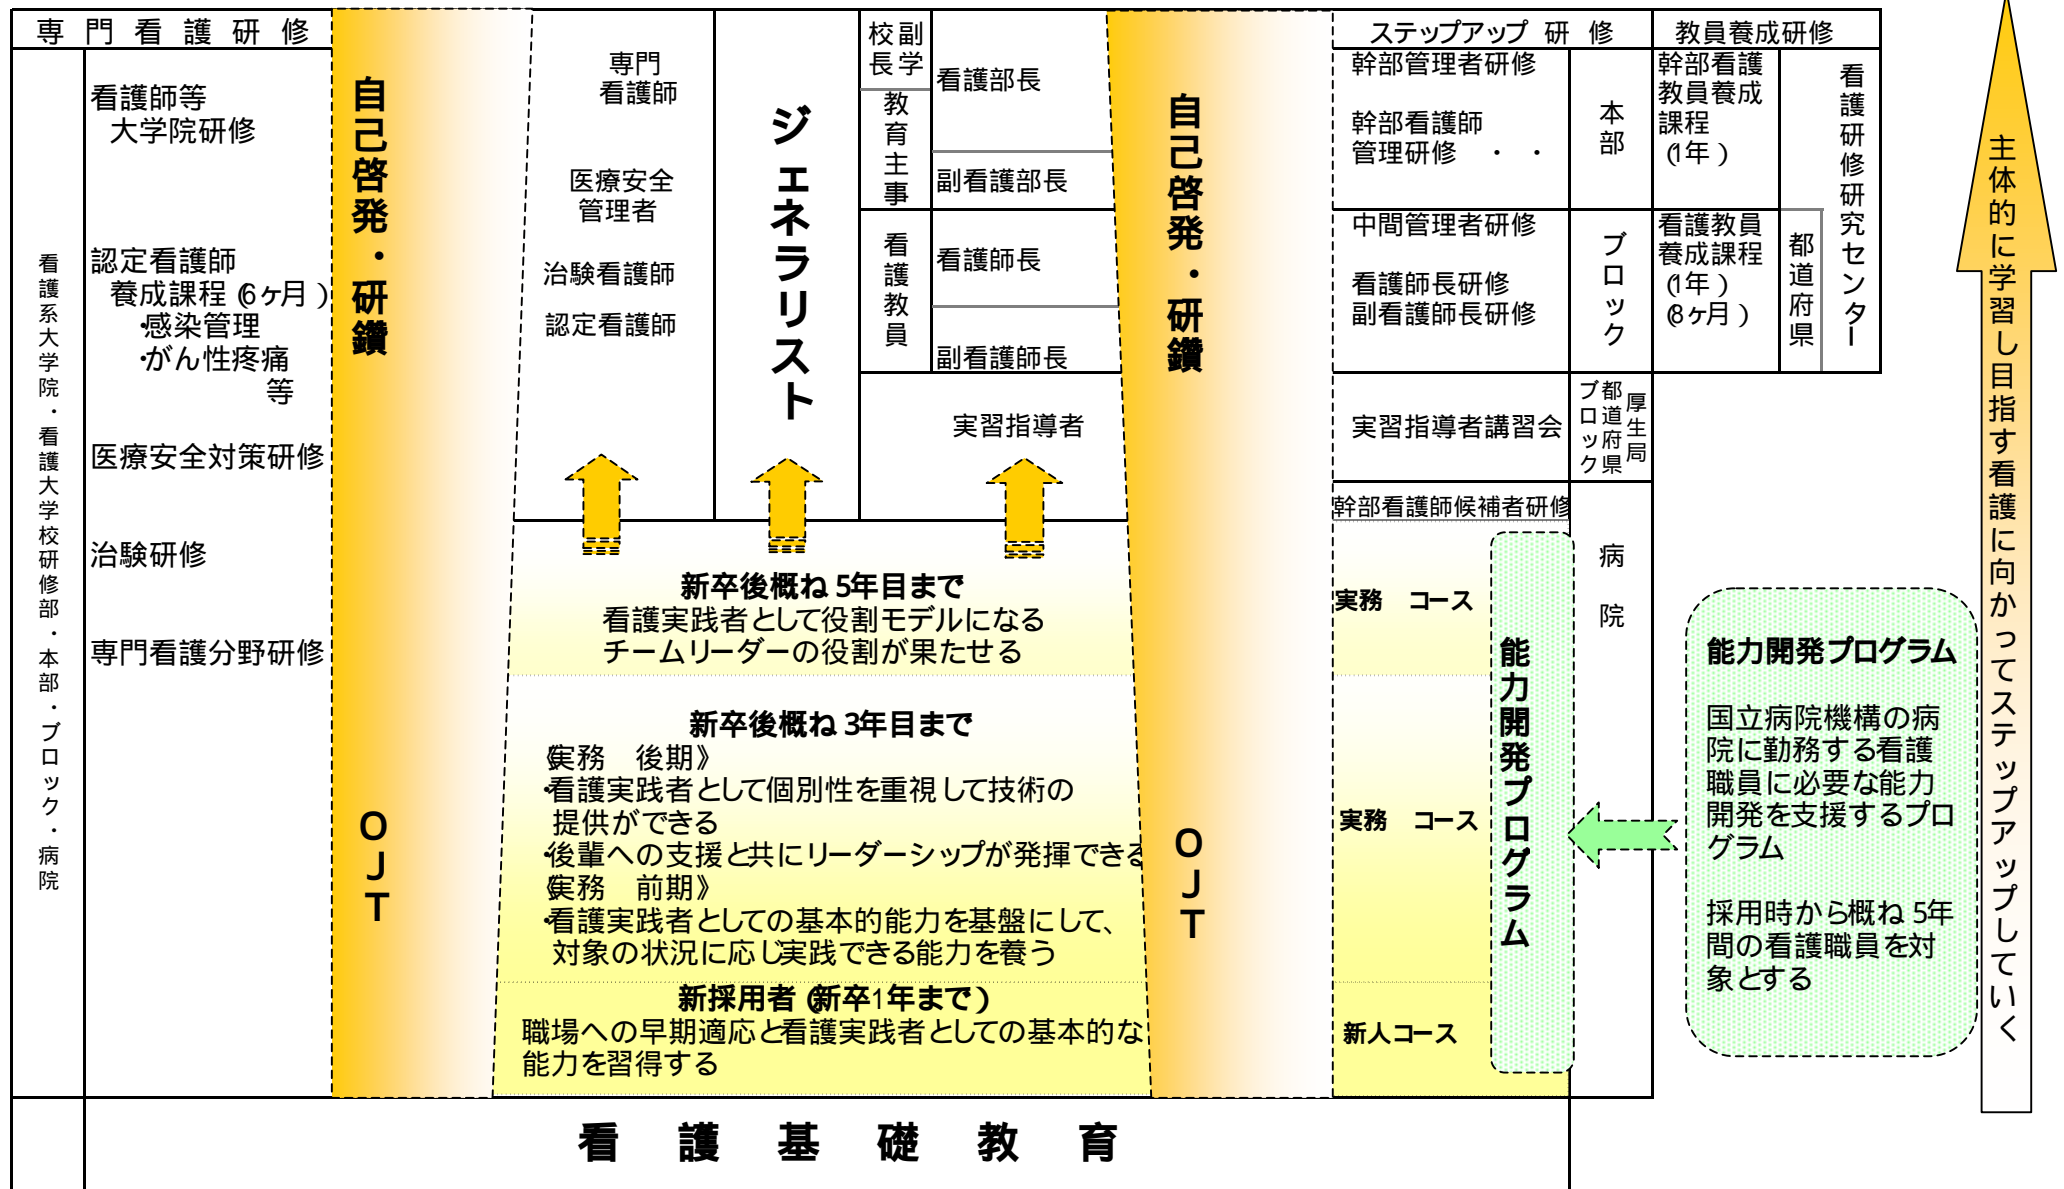 専門看護研修
看護系大学院・看護大学校研修部・本部・ブロック・病院
看護師等
大学院研修
認定看護師
養成課程(6ヶ月)
・感染管理
・がん性疼痛
等
医療安全対策研修
治験研修
専門看護分野研修
自己啓発・研鑽
OJT
専門
看護師
医療安全
管理者
治験看護師
認定看護師
ジェネラリスト
副学
校長
教育主事
看護教員
看護部長
副看護部長
看護師長
副看護師長
実習指導者
新卒後概ね5年目まで
看護実践者として役割モデルになる
チームリーダーの役割が果たせる
新卒後概ね3年目まで
《実務　後期》
・看護実践者として個別性を重視して技術の
提供ができる
・後輩への支援と共にリーダーシップが発揮できる
《実務　前期》
・看護実践者としての基本的能力を基盤にして、
対象の状況に応じ実践できる能力を養う
新採用者(新卒1年まで)
職場への早期適応と看護実践者としての基本的な
能力を習得する
自己啓発・研鑽
OJT
ステップアップ研修
幹部管理者研修
幹部看護師
管理研修　・　・
本部
中間管理者研修
看護師長研修
副看護師長研修
ブロック
実習指導者講習会
厚生局
都道府県
ブロック
幹部看護師候補者研修
病院
実務　コース
実務　コース
新人コース
能力開発プログラム
教員養成研修
幹部看護
教員養成
課程
(1年)
看護教員
養成課程
(1年)
(8ヶ月)
都道府県
看護研修研究センター
能力開発プログラム
国立病院機構の病
院に勤務する看護
職員に必要な能力
開発を支援するプロ
グラム
採用時から概ね5年
間の看護職員を対
象とする
主体的に学習し目指す看護に向かってステップアップしていく
看護基礎教育